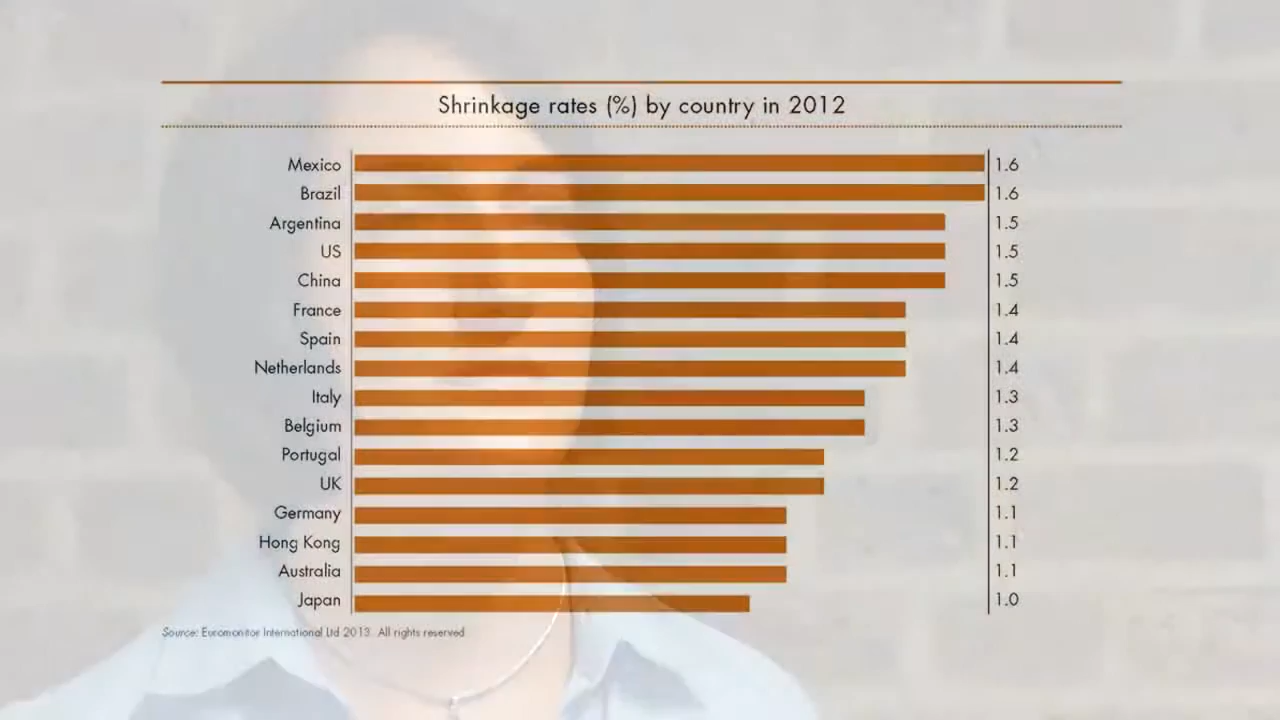 Shrinkage rates (%) by country in 2012
Mexico 1.6
Brazil 1.6
Argentina 1.5
US 1.5
China 1.5
France 1.4
Spain 1.4
Netherlands 1.4
Italy 1.3
Belgium 1.3
Portugal 1.2
UK 1.2
Germany 1.1
Hong Kong 1.1
Australia 1.1
Japan 1.0
Source: Euromonitor International Ltd 2013. All rights reserved